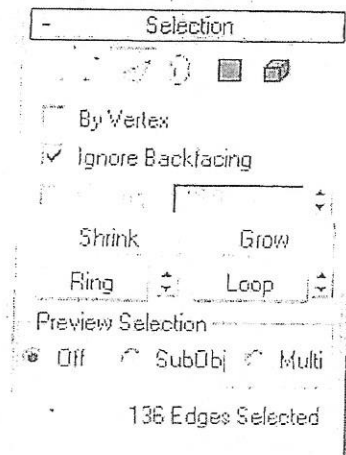 - Selection
By Vertex
Ignore Backfacing
Shrink Grow
Ring Loop
Preview Selection
Off SubObj Multi
136 Edges Selected